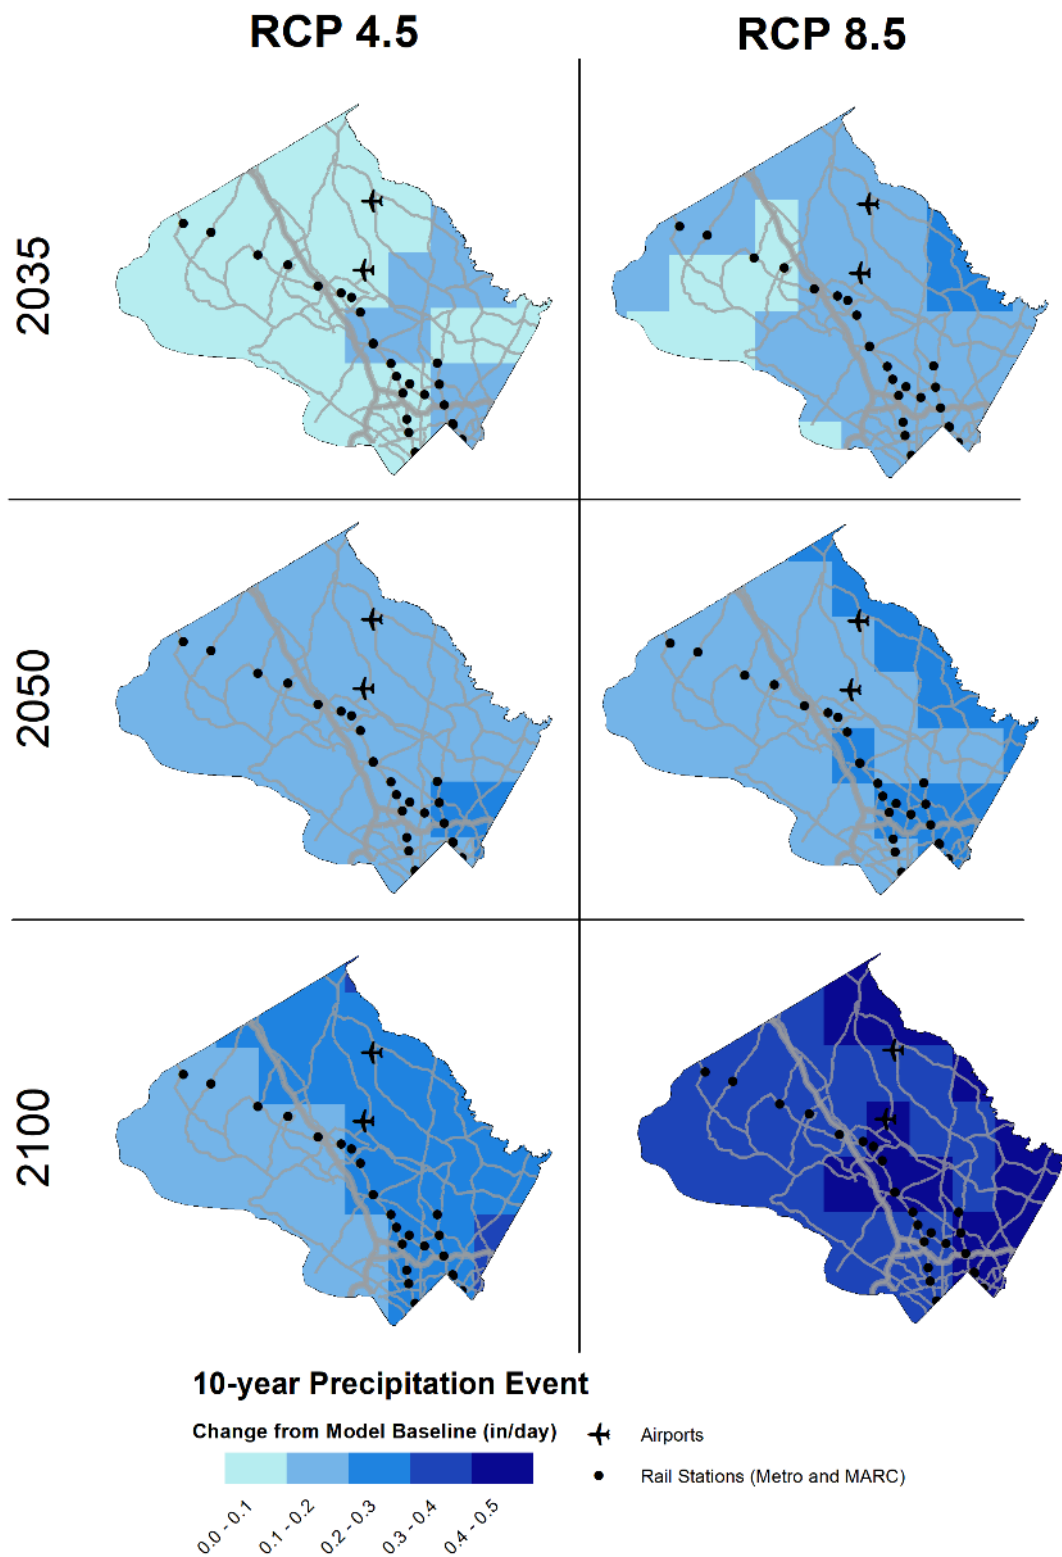 RCP 4.5
RCP 8.5
2035
2050
2100
10-year Precipitation Event
Change from Model Baseline (in/day)
0.0 - 0.1
0.1 - 0.2
0.2 - 0.3
0.3 - 0.4
0.4 - 0.5
Airports
Rail Stations (Metro and MARC)